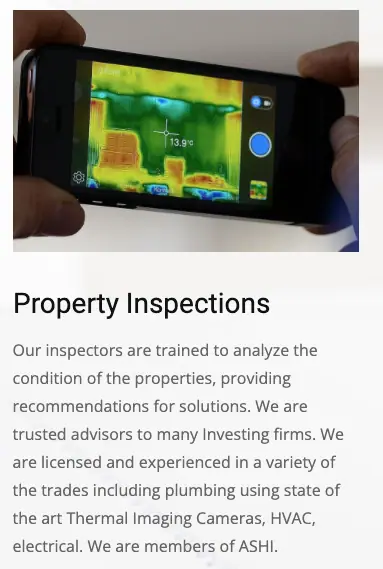 13.9°c
Property Inspections
Our inspectors are trained to analyze the
condition of the properties, providing
recommendations for solutions. We are
trusted advisors to many Investing firms. We
are licensed and experienced in a variety of
the trades including plumbing using state of
the art Thermal Imaging Cameras, HVAC,
electrical. We are members of ASHI.